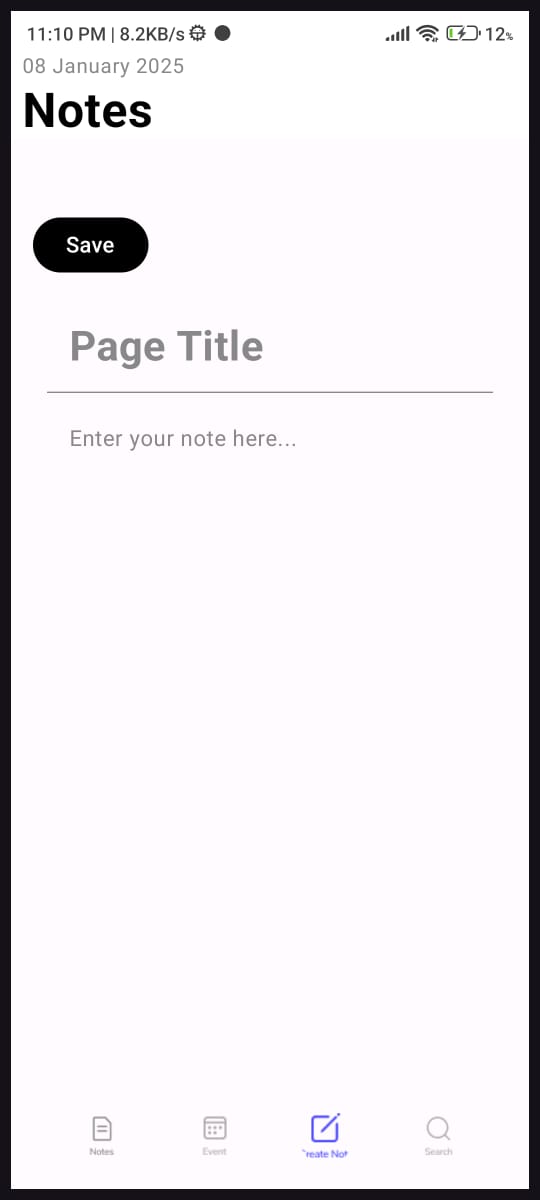 11:10 PM | 8.2KB/s 12%
08 January 2025
Notes
Save
Page Title
Enter your note here...
Notes Event reate Not Search